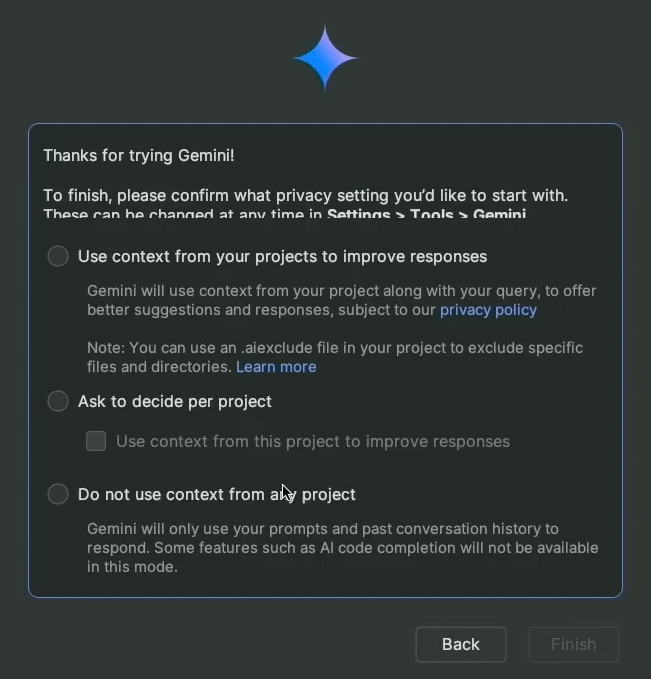 Thanks for trying Gemini!
To finish, please confirm what privacy setting you'd like to start with.
These can be changed at any time in Settings > Tools > Gemini
Use context from your projects to improve responses
Gemini will use context from your project along with your query, to offer
better suggestions and responses, subject to our privacy policy
Note: You can use an .aiexclude file in your project to exclude specific
files and directories. Learn more
Ask to decide per project
Use context from this project to improve responses
Do not use context from any project
Gemini will only use your prompts and past conversation history to
respond. Some features such as AI code completion will not be available
in this mode.
Back
Finish